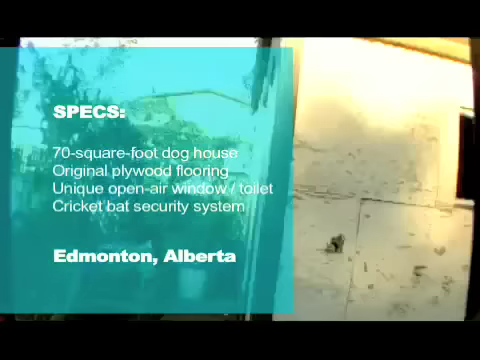 SPECS:
70-square-foot dog house
Original plywood flooring
Unique open-air window / toilet
Cricket bat security system
Edmonton, Alberta